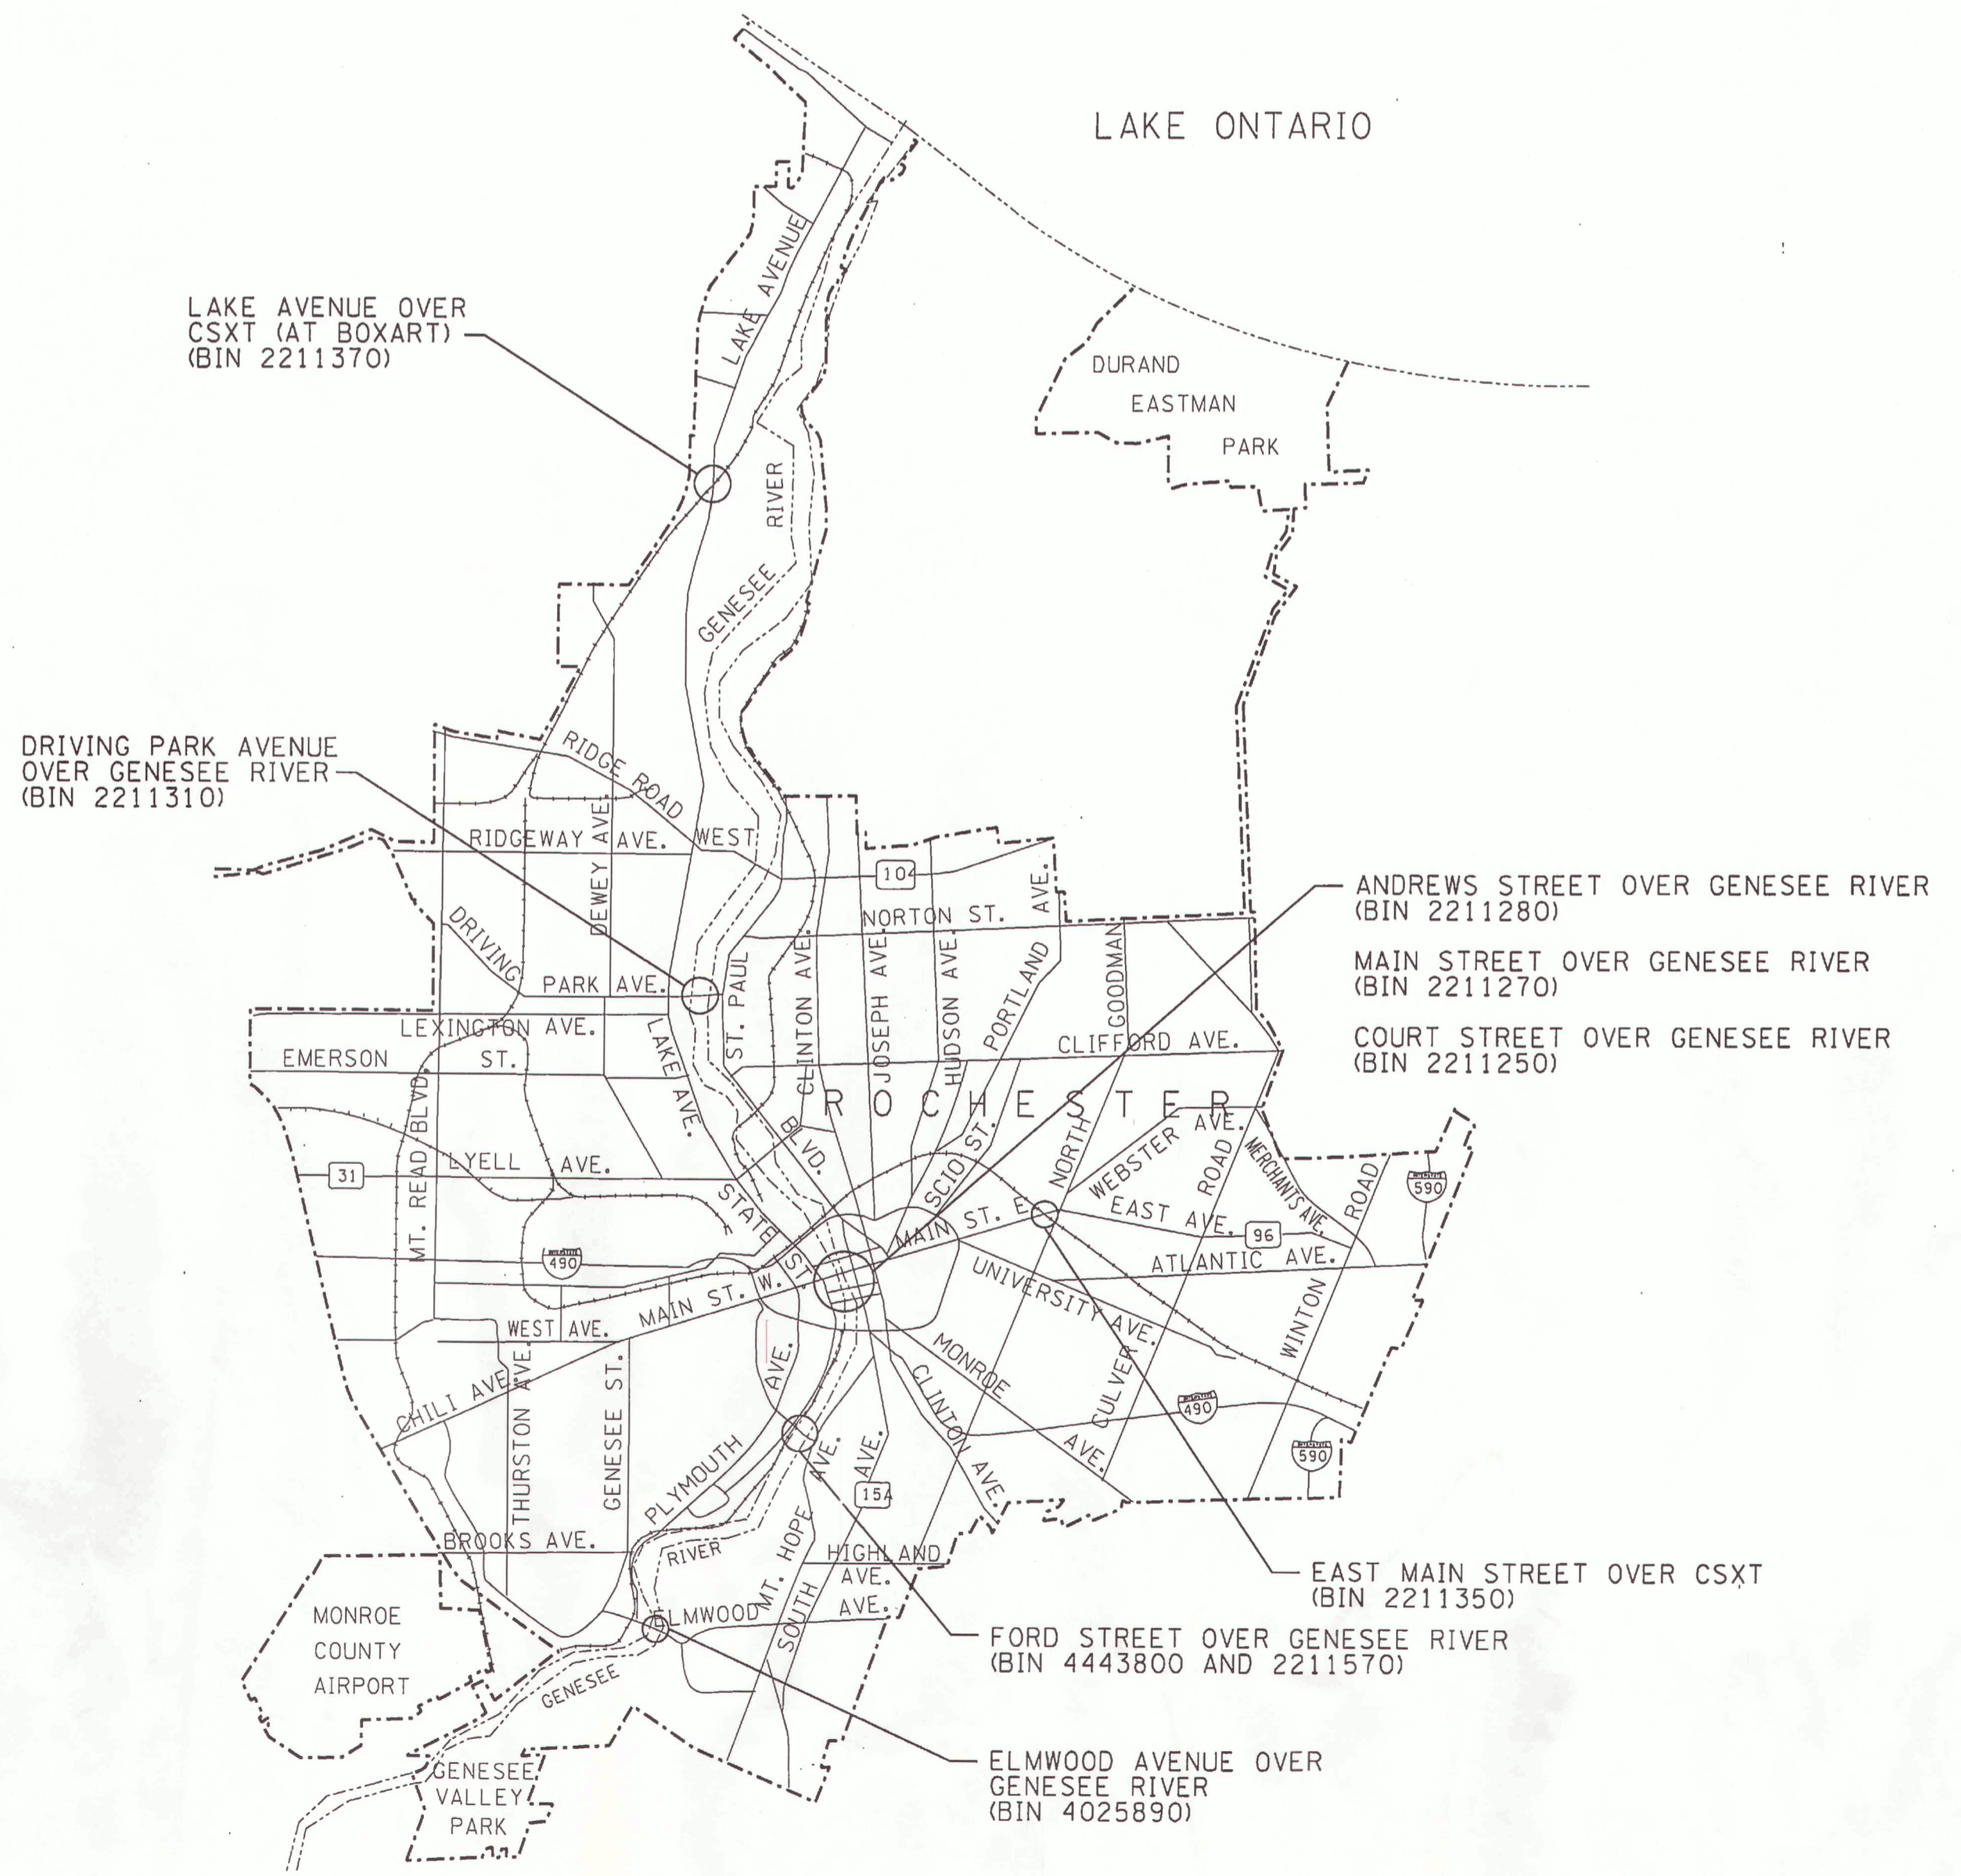 LAKE ONTARIO
LAKE AVENUE OVER
CSXT (AT BOXART)
(BIN 2211370)
LAKE AVENUE
DURAND
EASTMAN
PARK
RIVER
GENESEE
DRIVING PARK AVENUE
OVER GENESEE RIVER
(BIN 2211310)
RIDGE ROAD
WEST
RIDGEWAY AVE.
DEWEY AVE.
104
ANDREWS STREET OVER GENESEE RIVER
(BIN 2211280)
MAIN STREET OVER GENESEE RIVER
(BIN 2211270)
COURT STREET OVER GENESEE RIVER
(BIN 2211250)
NORTON ST.
PORTLAND AVE.
GOODMAN
NORTH
DRIVING
PARK AVE.
ST. PAUL
BLVD.
CLINTON AVE.
JOSEPH AVE.
HUDSON AVE.
LEXINGTON AVE.
EMERSON ST.
LAKE AVE.
CLIFFORD AVE.
ROCHESTER
MT. READ BLVD.
31
LYELL AVE.
STATE ST.
SCIO ST.
WEBSTER AVE.
CULVER ROAD
MERCHANTS AVE.
WINTON ROAD
590
MAIN ST. E.
EAST AVE.
96
ATLANTIC AVE.
INTERSTATE
490
MAIN ST. W.
UNIVERSITY AVE.
WEST AVE.
CHILI AVE.
THURSTON AVE.
GENESEE ST.
PLYMOUTH AVE.
MONROE AVE.
CLINTON AVE.
490
590
15A
MT. HOPE AVE.
SOUTH AVE.
BROOKS AVE.
RIVER
HIGHLAND
AVE.
ELMWOOD AVE.
MONROE
COUNTY
AIRPORT
GENESEE
EAST MAIN STREET OVER CSXT
(BIN 2211350)
FORD STREET OVER GENESEE RIVER
(BIN 4443800 AND 2211570)
ELMWOOD AVENUE OVER
GENESEE RIVER
(BIN 4025890)
GENESEE
VALLEY
PARK